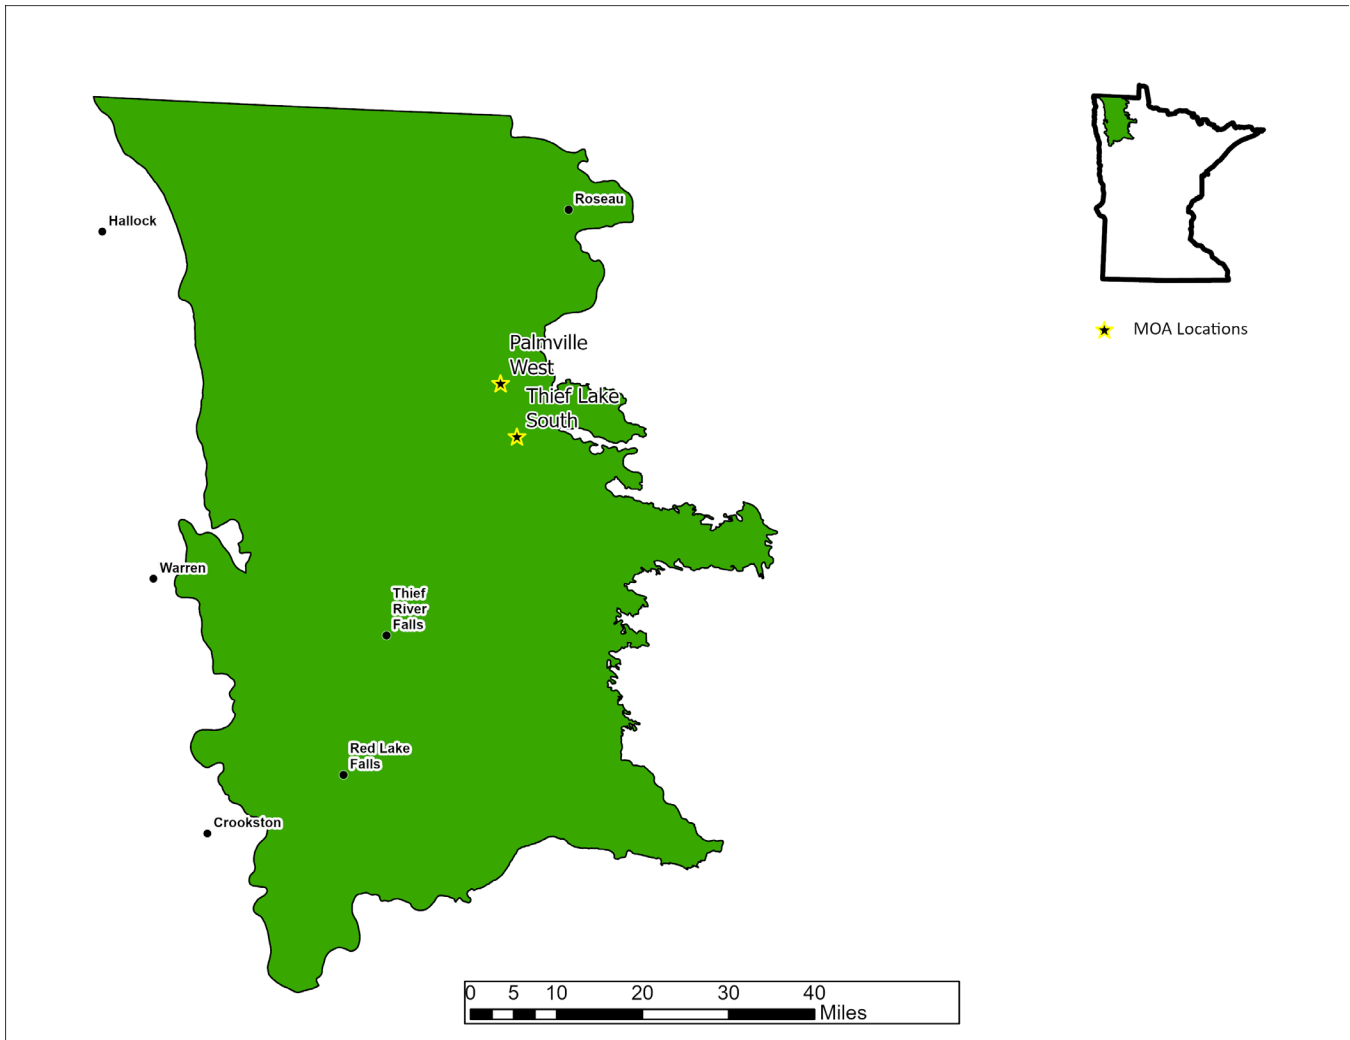 Roseau
Hallock
Palmville
West
Thief Lake
South
MOA Locations
Warren
Thief
River
Falls
Red Lake
Falls
Crookston
0 5 10 20 30 40
Miles